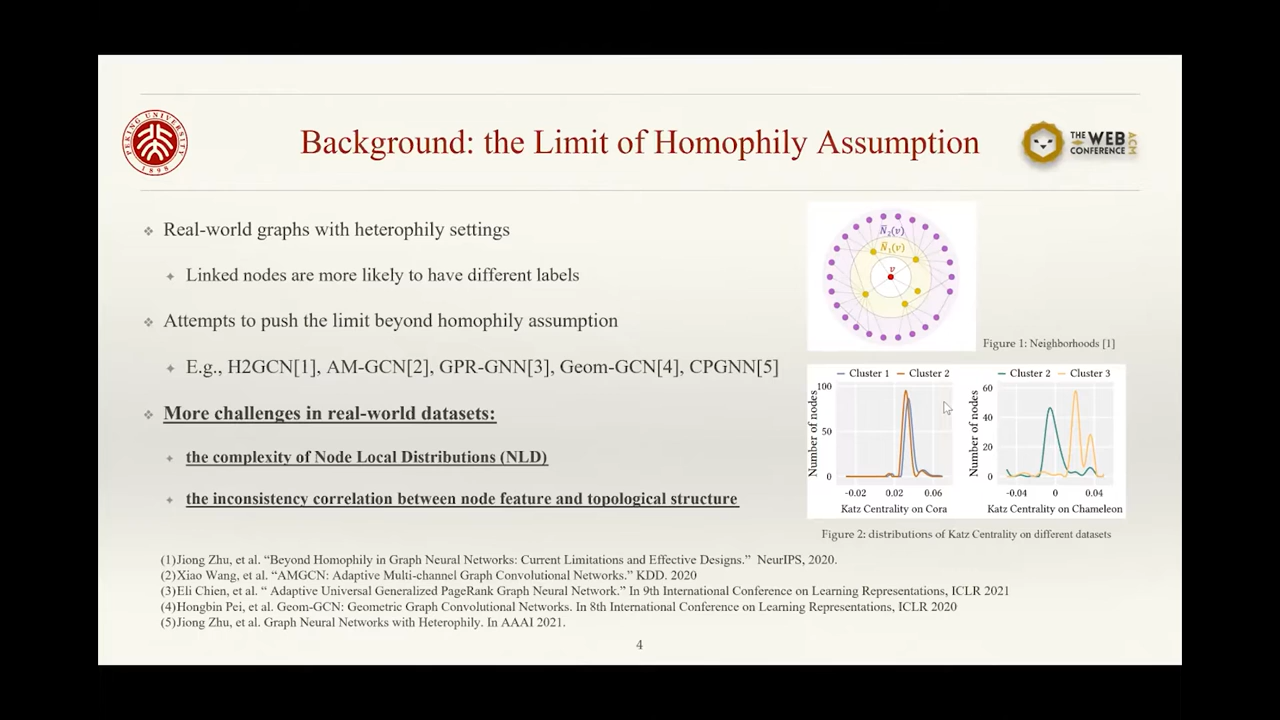 PEKING UNIVERSITY
1898
Background: the Limit of Homophily Assumption
THE WEB CONFERENCE ACM
Real-world graphs with heterophily settings
Linked nodes are more likely to have different labels
Attempts to push the limit beyond homophily assumption
E.g., H2GCN[1], AM-GCN[2], GPR-GNN[3], Geom-GCN[4], CPGNN[5]
More challenges in real-world datasets:
the complexity of Node Local Distributions (NLD)
the inconsistency correlation between node feature and topological structure
N̄₂(v)
N̄₁(v)
v
Figure 1: Neighborhoods [1]
Cluster 1 Cluster 2
Number of nodes
100
50
0
-0.02 0.02 0.06
Katz Centrality on Cora
Cluster 2 Cluster 3
Number of nodes
60
40
20
0
-0.04 0 0.04
Katz Centrality on Chameleon
Figure 2: distributions of Katz Centrality on different datasets
(1)Jiong Zhu, et al. “Beyond Homophily in Graph Neural Networks: Current Limitations and Effective Designs.” NeurIPS, 2020.
(2)Xiao Wang, et al. “AMGCN: Adaptive Multi-channel Graph Convolutional Networks.” KDD. 2020
(3)Eli Chien, et al. “ Adaptive Universal Generalized PageRank Graph Neural Network.” In 9th International Conference on Learning Representations, ICLR 2021
(4)Hongbin Pei, et al. Geom-GCN: Geometric Graph Convolutional Networks. In 8th International Conference on Learning Representations, ICLR 2020
(5)Jiong Zhu, et al. Graph Neural Networks with Heterophily. In AAAI 2021.
4